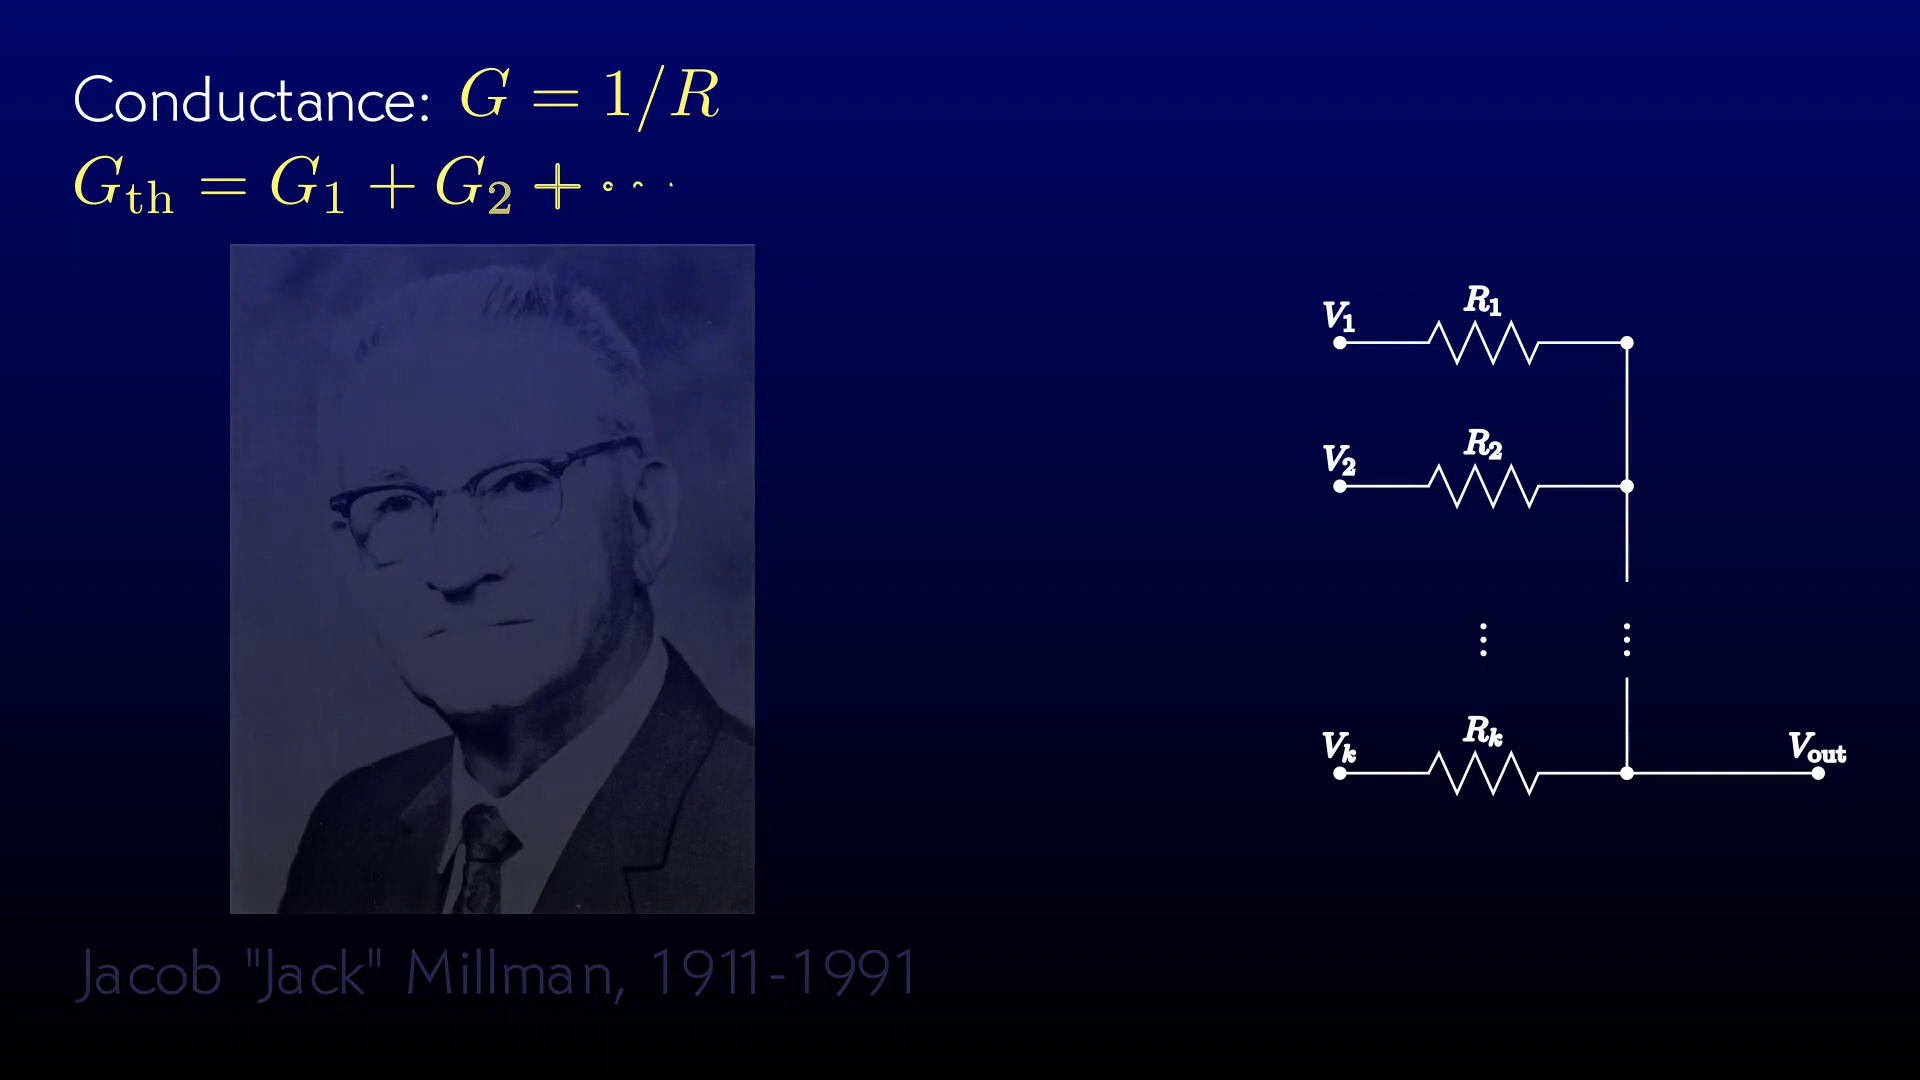 Conductance: G = 1/R
G_th = G_1 + G_2 + ⋯
V_1
R_1
V_2
R_2
⋮ ⋮
V_k
R_k
V_out
Jacob "Jack" Millman, 1911-1991